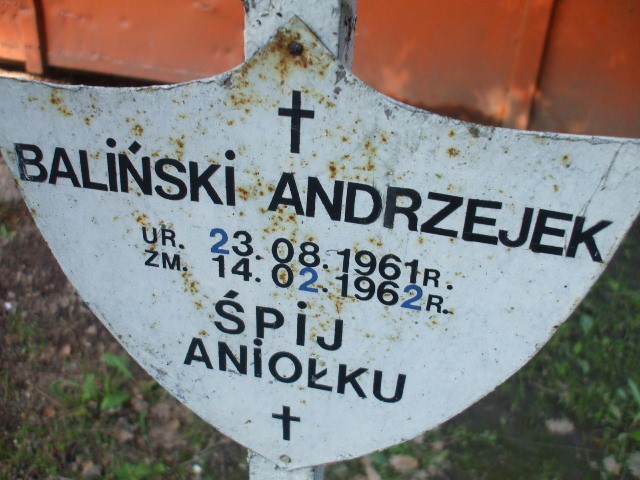 BALIŃSKI ANDRZEJEK
UR. 23.08.1961R.
ZM. 14.02.1962R.
ŚPIJ
ANIOŁKU